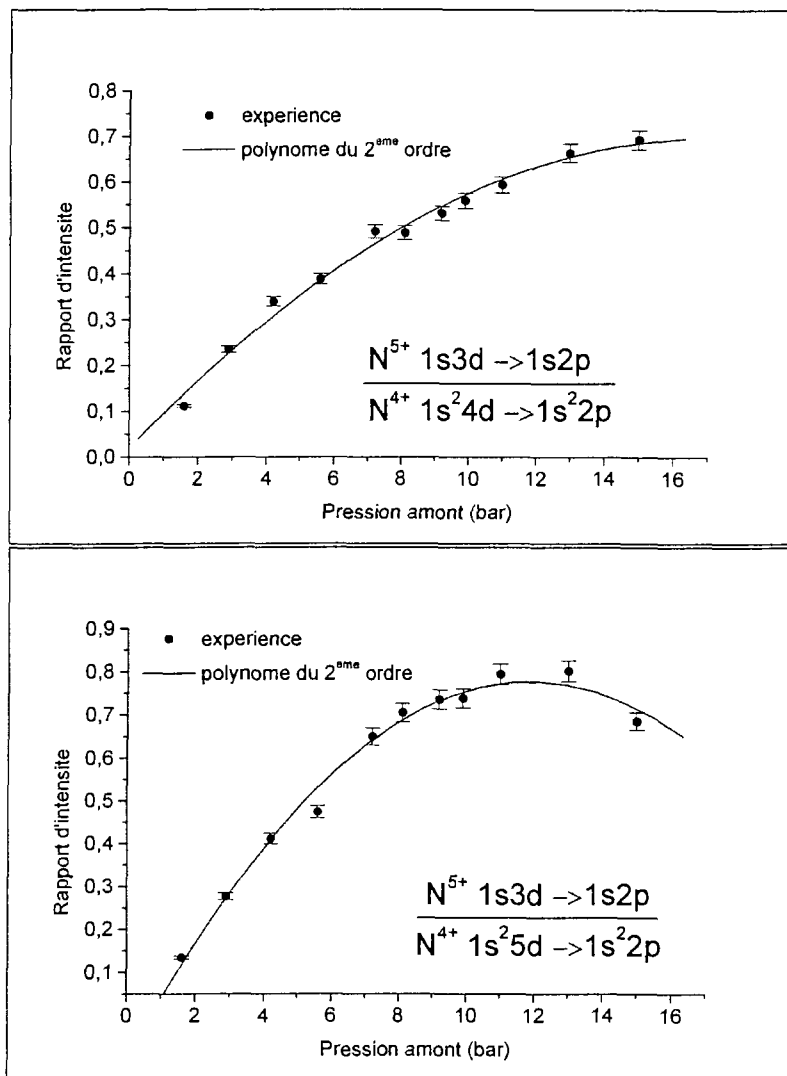 0,8
0,7
0,6
0,5
0,4
0,3
0,2
0,1
0,0
Rapport d'intensite
experience
polynome du 2eme ordre
N5+ 1s3d ->1s2p
N4+ 1s24d ->1s22p
0 2 4 6 8 10 12 14 16
Pression amont (bar)
0,9
0,8
0,7
0,6
0,5
0,4
0,3
0,2
0,1
Rapport d'intensite
experience
polynome du 2eme ordre
N5+ 1s3d ->1s2p
N4+ 1s25d ->1s22p
0 2 4 6 8 10 12 14 16
Pression amont (bar)